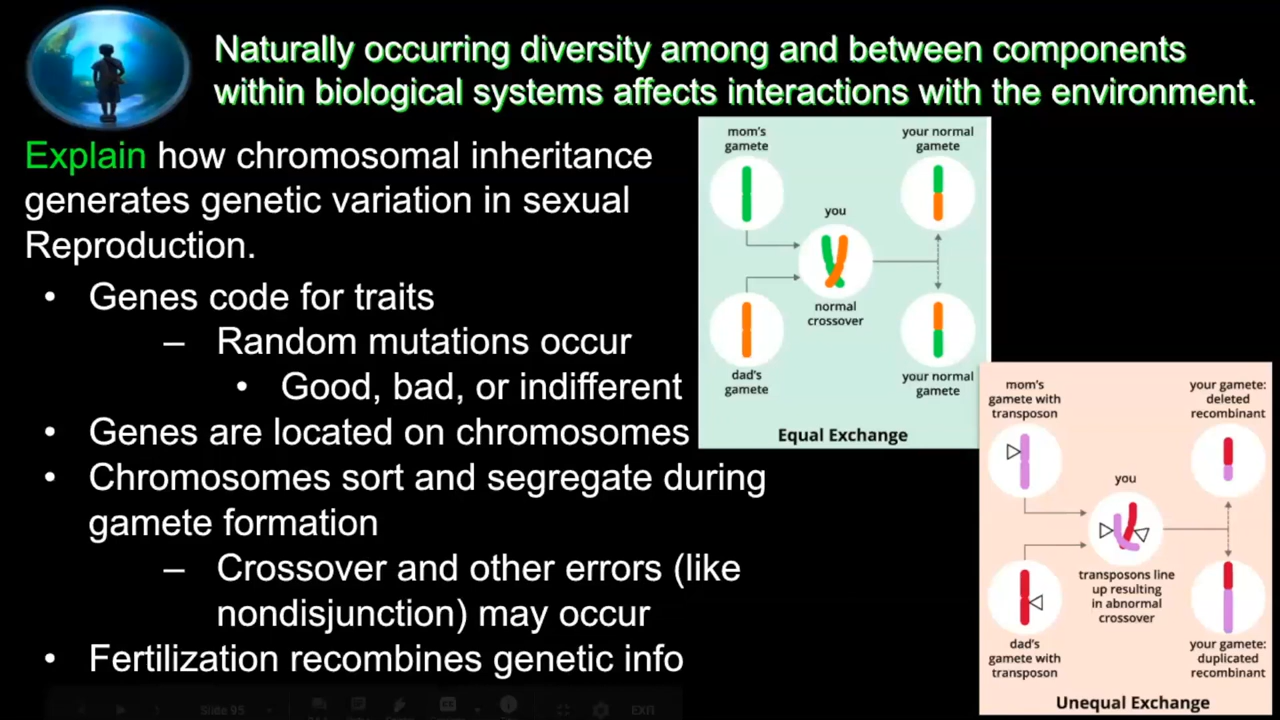 Naturally occurring diversity among and between components
within biological systems affects interactions with the environment.
Explain how chromosomal inheritance
generates genetic variation in sexual
Reproduction.
• Genes code for traits
– Random mutations occur
• Good, bad, or indifferent
• Genes are located on chromosomes
• Chromosomes sort and segregate during
gamete formation
– Crossover and other errors (like
nondisjunction) may occur
• Fertilization recombines genetic info
mom's
gamete
your normal
gamete
you
normal
crossover
dad's
gamete
your normal
gamete
Equal Exchange
mom's
gamete with
transposon
your gamete:
deleted
recombinant
you
transposons line
up resulting
in abnormal
crossover
dad's
gamete with
transposon
your gamete:
duplicated
recombinant
Unequal Exchange
Slide 95
EXIT